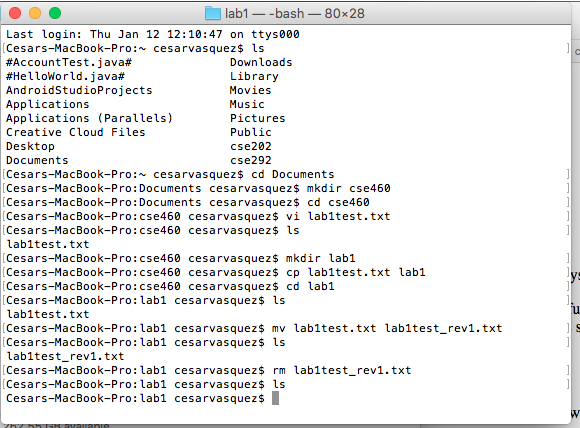 lab1 — -bash — 80×28
Last login: Thu Jan 12 12:10:47 on ttys000
[Cesars-MacBook-Pro:~ cesarvasquez$ ls ]
#AccountTest.java# Downloads
#HelloWorld.java# Library
AndroidStudioProjects Movies
Applications Music
Applications (Parallels) Pictures
Creative Cloud Files Public
Desktop cse202
Documents cse292
[Cesars-MacBook-Pro:~ cesarvasquez$ cd Documents ]
[Cesars-MacBook-Pro:Documents cesarvasquez$ mkdir cse460 ]
[Cesars-MacBook-Pro:Documents cesarvasquez$ cd cse460 ]
[Cesars-MacBook-Pro:cse460 cesarvasquez$ vi lab1test.txt ]
[Cesars-MacBook-Pro:cse460 cesarvasquez$ ls ]
lab1test.txt
[Cesars-MacBook-Pro:cse460 cesarvasquez$ mkdir lab1 ]
[Cesars-MacBook-Pro:cse460 cesarvasquez$ cp lab1test.txt lab1 ]
[Cesars-MacBook-Pro:cse460 cesarvasquez$ cd lab1 ]
[Cesars-MacBook-Pro:lab1 cesarvasquez$ ls ]
lab1test.txt
[Cesars-MacBook-Pro:lab1 cesarvasquez$ mv lab1test.txt lab1test_rev1.txt ]
[Cesars-MacBook-Pro:lab1 cesarvasquez$ ls ]
lab1test_rev1.txt
[Cesars-MacBook-Pro:lab1 cesarvasquez$ rm lab1test_rev1.txt ]
[Cesars-MacBook-Pro:lab1 cesarvasquez$ ls ]
Cesars-MacBook-Pro:lab1 cesarvasquez$